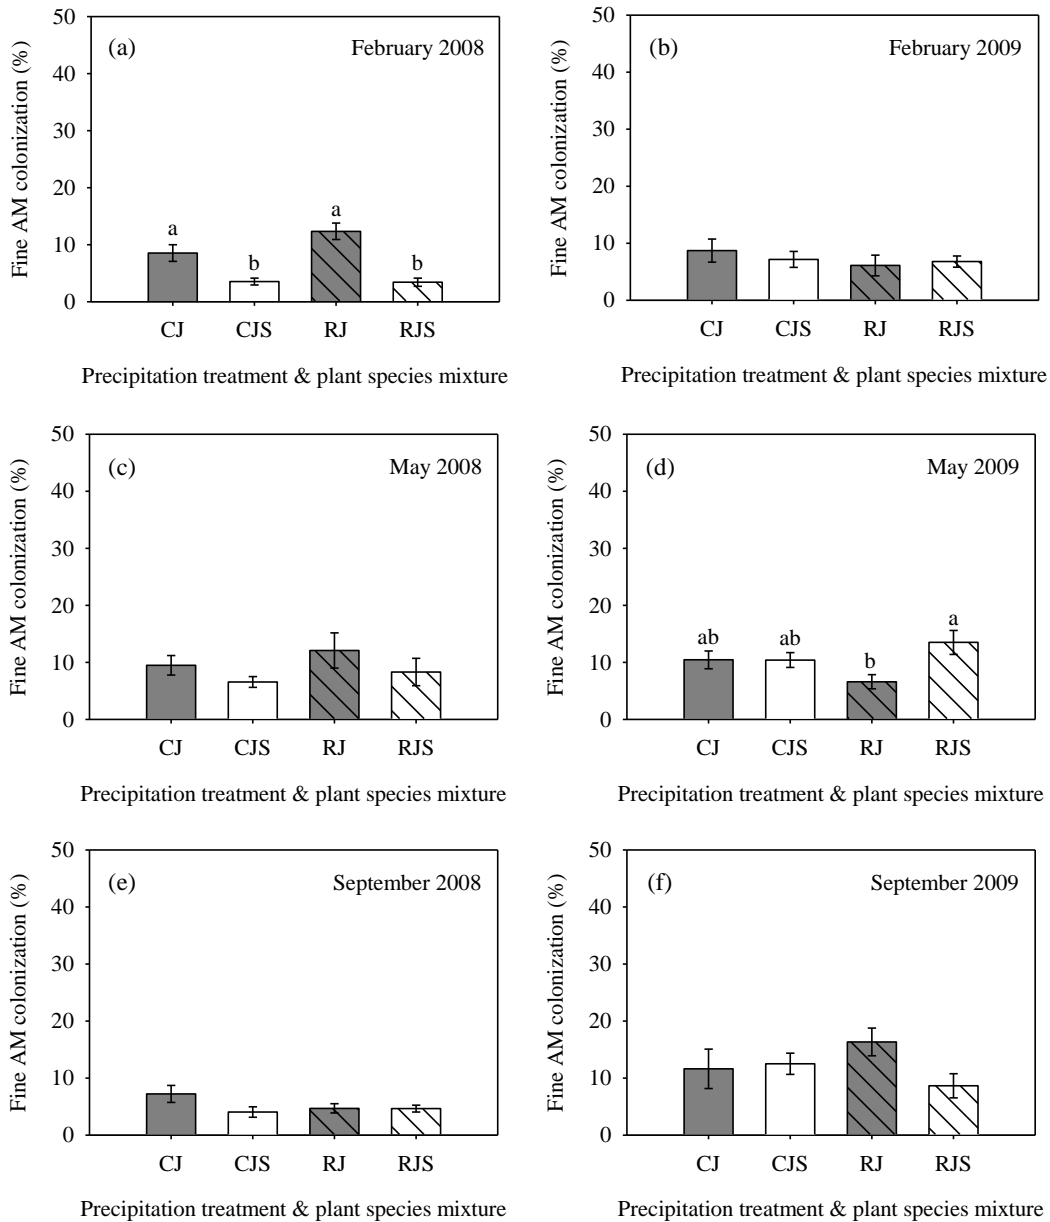 Fine AM colonization (%)
50
40
30
20
10
0
(a)
February 2008
a
b
a
b
CJ CJS RJ RJS
Precipitation treatment & plant species mixture
Fine AM colonization (%)
50
40
30
20
10
0
(b)
February 2009
CJ CJS RJ RJS
Precipitation treatment & plant species mixture
Fine AM colonization (%)
50
40
30
20
10
0
(c)
May 2008
CJ CJS RJ RJS
Precipitation treatment & plant species mixture
Fine AM colonization (%)
50
40
30
20
10
0
(d)
May 2009
ab
ab
b
a
CJ CJS RJ RJS
Precipitation treatment & plant species mixture
Fine AM colonization (%)
50
40
30
20
10
0
(e)
September 2008
CJ CJS RJ RJS
Precipitation treatment & plant species mixture
Fine AM colonization (%)
50
40
30
20
10
0
(f)
September 2009
CJ CJS RJ RJS
Precipitation treatment & plant species mixture